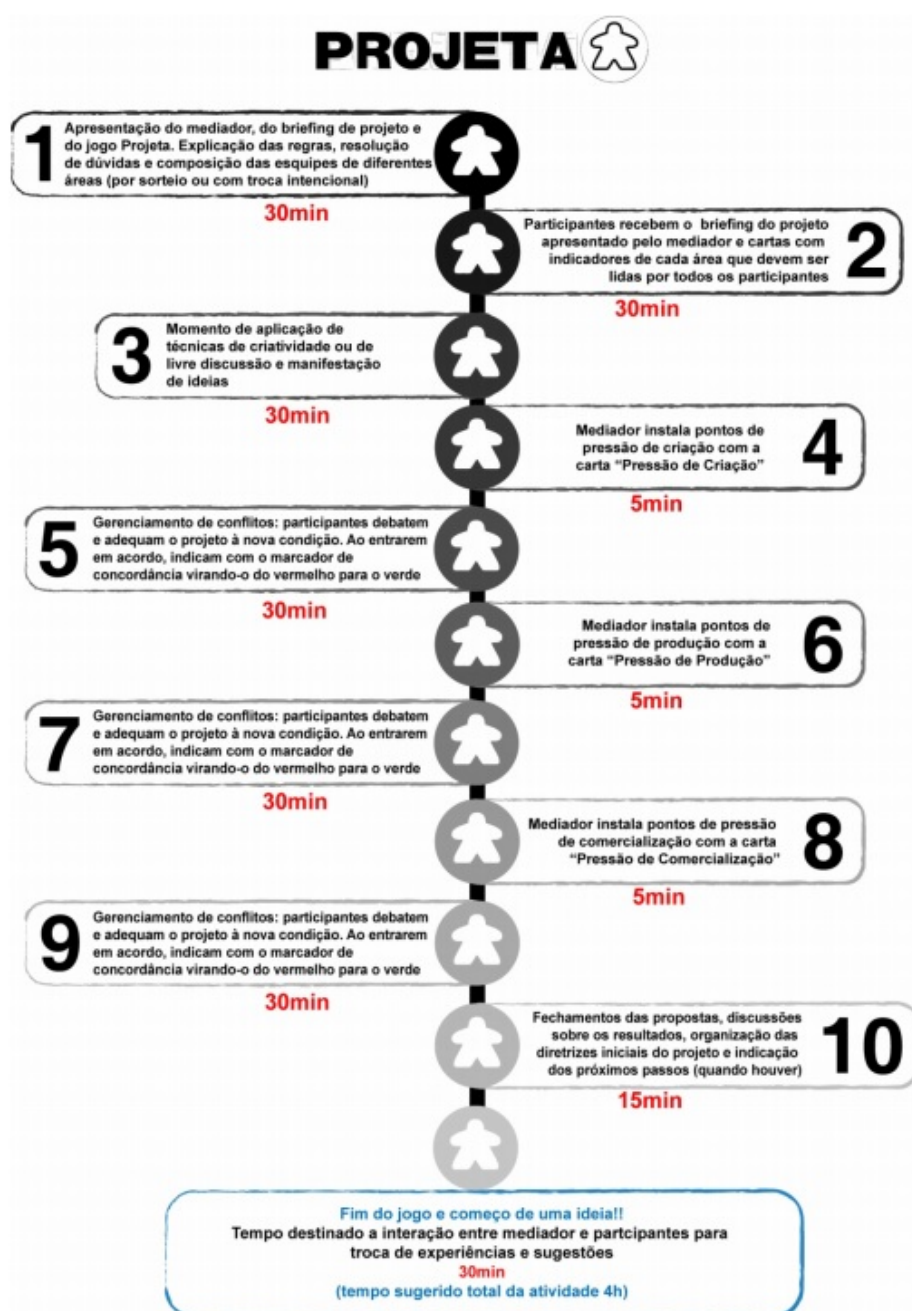 PROJETA
1
Apresentação do mediador, do briefing de projeto e
do jogo Projeta. Explicação das regras, resolução
de dúvidas e composição das esquipes de diferentes
áreas (por sorteio ou com troca intencional)
30min
Participantes recebem o briefing do projeto
apresentado pelo mediador e cartas com
indicadores de cada área que devem ser
lidas por todos os participantes
2
30min
3
Momento de aplicação de
técnicas de criatividade ou de
livre discussão e manifestação
de ideias
30min
Mediador instala pontos de
pressão de criação com a
carta “Pressão de Criação”
4
5min
5
Gerenciamento de conflitos: participantes debatem
e adequam o projeto à nova condição. Ao entrarem
em acordo, indicam com o marcador de
concordância virando-o do vermelho para o verde
30min
Mediador instala pontos de
pressão de produção com a
carta “Pressão de Produção”
6
5min
7
Gerenciamento de conflitos: participantes debatem
e adequam o projeto à nova condição. Ao entrarem
em acordo, indicam com o marcador de
concordância virando-o do vermelho para o verde
30min
Mediador instala pontos de pressão
de comercialização com a carta
“Pressão de Comercialização”
8
5min
9
Gerenciamento de conflitos: participantes debatem
e adequam o projeto à nova condição. Ao entrarem
em acordo, indicam com o marcador de
concordância virando-o do vermelho para o verde
30min
Fechamentos das propostas, discussões
sobre os resultados, organização das
diretrizes iniciais do projeto e indicação
dos próximos passos (quando houver)
10
15min
Fim do jogo e começo de uma ideia!!
Tempo destinado a interação entre mediador e partcipantes para
troca de experiências e sugestões
30min
(tempo sugerido total da atividade 4h)